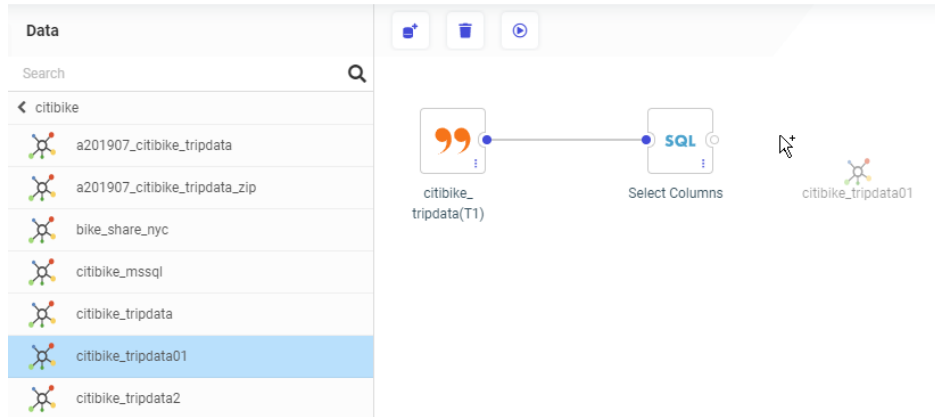 Data
Search
citibike
a201907_citibike_tripdata
a201907_citibike_tripdata_zip
bike_share_nyc
citibike_mssql
citibike_tripdata
citibike_tripdata01
citibike_tripdata2
SQL
citibike_
tripdata(T1)
Select Columns
citibike_tripdata01